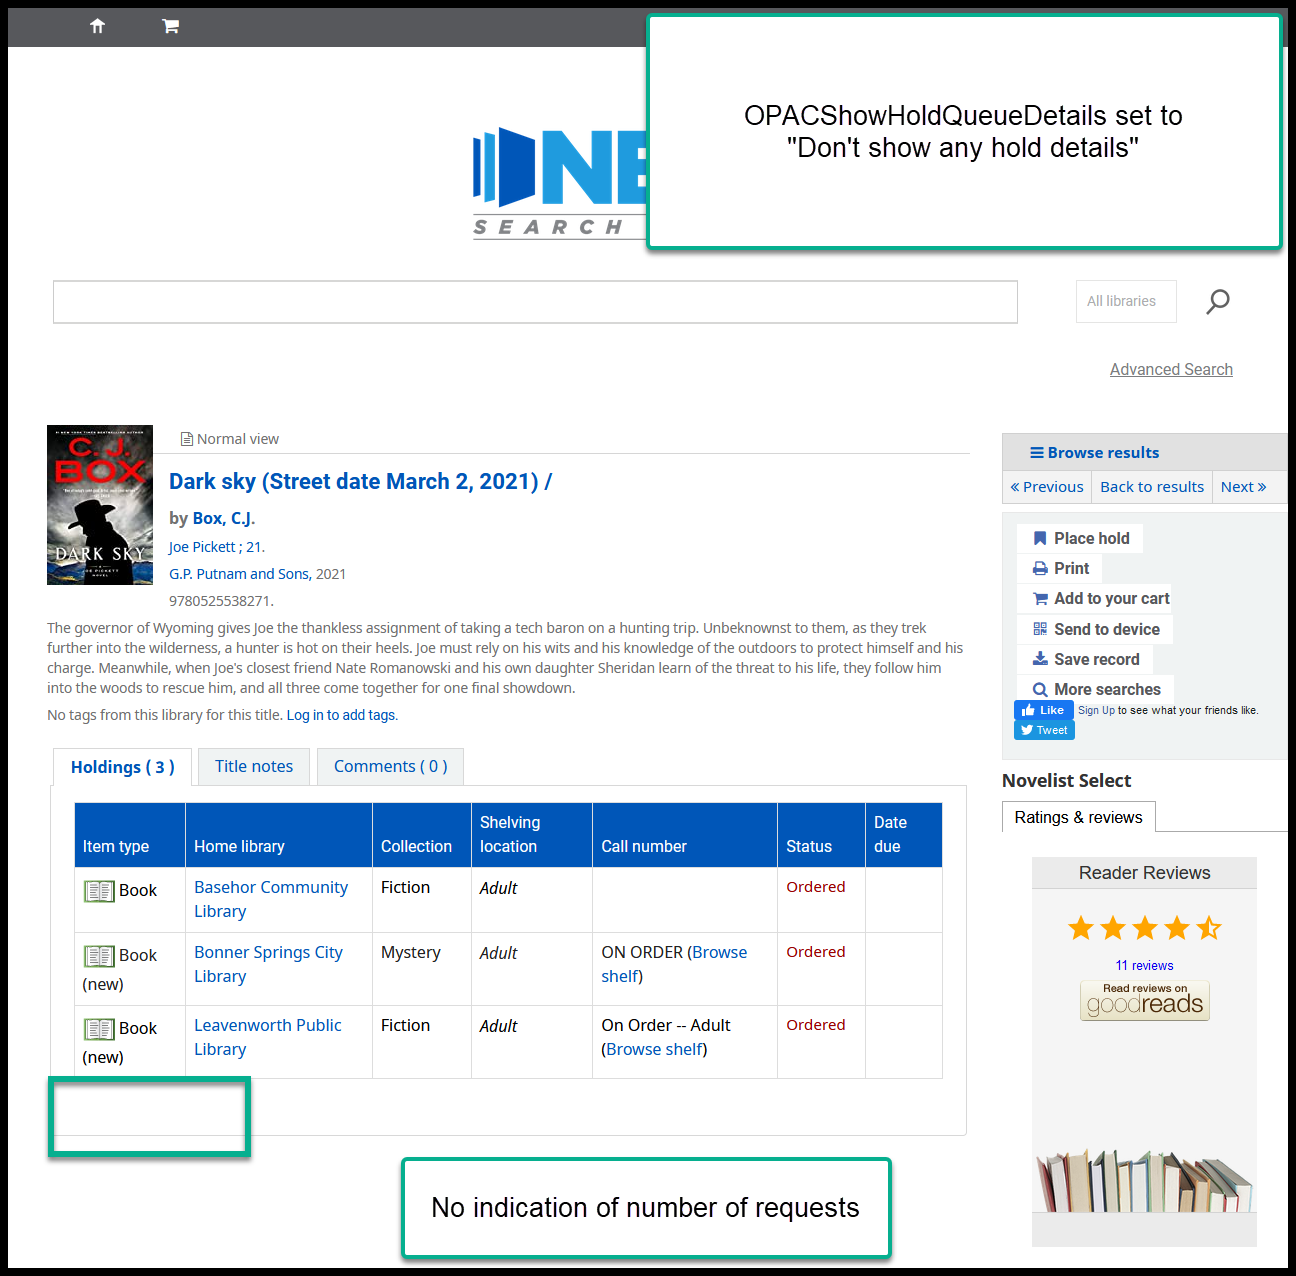 OPACShowHoldQueueDetails set to
"Don't show any hold details"
NE
SEARCH
All libraries
Advanced Search
C. J.
BOX
DARK SKY
Normal view
Dark sky (Street date March 2, 2021) /
by Box, C.J.
Joe Pickett ; 21.
G.P. Putnam and Sons, 2021
9780525538271.
The governor of Wyoming gives Joe the thankless assignment of taking a tech baron on a hunting trip. Unbeknownst to them, as they trek
further into the wilderness, a hunter is hot on their heels. Joe must rely on his wits and his knowledge of the outdoors to protect himself and his
charge. Meanwhile, when Joe's closest friend Nate Romanowski and his own daughter Sheridan learn of the threat to his life, they follow him
into the woods to rescue him, and all three come together for one final showdown.
No tags from this library for this title. Log in to add tags.
Browse results
« Previous
Back to results
Next »
Place hold
Print
Add to your cart
Send to device
Save record
More searches
Like Sign Up to see what your friends like.
Tweet
Holdings ( 3 )
Title notes
Comments ( 0 )
Item type
Home library
Collection
Shelving
location
Call number
Status
Date
due
Book
Basehor Community
Library
Fiction
Adult
Ordered
Book
(new)
Bonner Springs City
Library
Mystery
Adult
ON ORDER (Browse
shelf)
Ordered
Book
(new)
Leavenworth Public
Library
Fiction
Adult
On Order -- Adult
(Browse shelf)
Ordered
Novelist Select
Ratings & reviews
Reader Reviews
11 reviews
Read reviews on
goodreads
No indication of number of requests